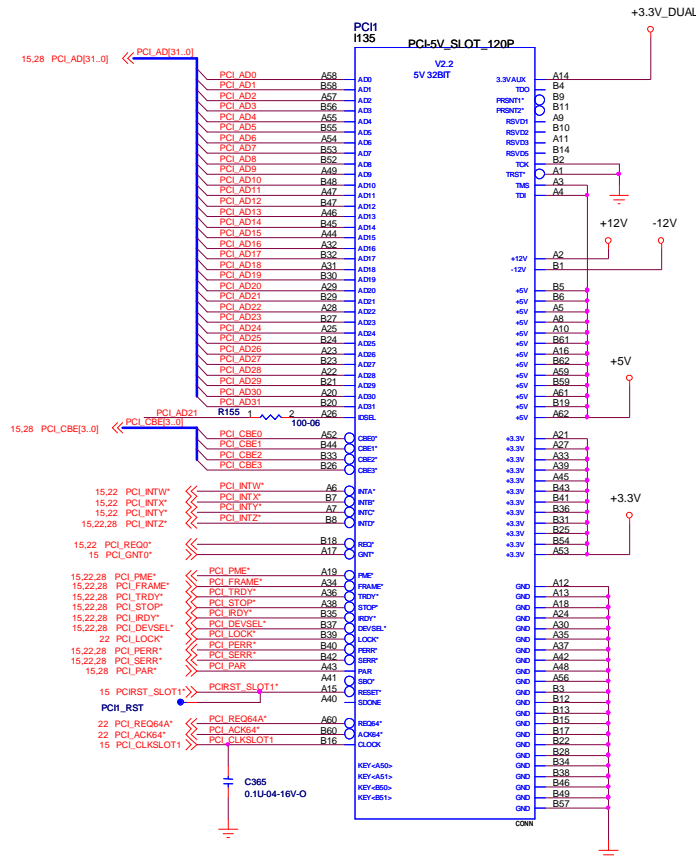 +3.3V_DUAL
PCI1
I135
PCI-5V_SLOT_120P
V2.2
5V 32BIT
15,28 PCI_AD[31..0] PCI_AD[31..0]
PCI_AD0 A58 AD0 3.3VAUX A14
PCI_AD1 B58 AD1 TDO B4
PCI_AD2 A57 AD2 PRSNT1* B9
PCI_AD3 B56 AD3 PRSNT2* B11
PCI_AD4 A55 AD4 RSVD1 A9
PCI_AD5 B55 AD5 RSVD2 B10
PCI_AD6 A54 AD6 RSVD3 A11
PCI_AD7 B53 AD7 RSVD5 B14
PCI_AD8 B52 AD8 TCK B2
PCI_AD9 A49 AD9 TRST* A1
PCI_AD10 B48 AD10 TMS A3
PCI_AD11 A47 AD11 TDI A4
PCI_AD12 B47 AD12
PCI_AD13 A46 AD13
PCI_AD14 B45 AD14
PCI_AD15 A44 AD15
+12V -12V
PCI_AD16 A32 AD16
PCI_AD17 B32 AD17 +12V A2
PCI_AD18 A31 AD18 -12V B1
PCI_AD19 B30 AD19
PCI_AD20 A29 AD20 +5V B5
PCI_AD21 B29 AD21 +5V B6
PCI_AD22 A28 AD22 +5V A5
PCI_AD23 B27 AD23 +5V A8
PCI_AD24 A25 AD24 +5V A10
PCI_AD25 B24 AD25 +5V B61
PCI_AD26 A23 AD26 +5V A16
PCI_AD27 B23 AD27 +5V B62
+5V
PCI_AD28 A22 AD28 +5V A59
PCI_AD29 B21 AD29 +5V B59
PCI_AD30 A20 AD30 +5V A61
PCI_AD31 B20 AD31 +5V B19
PCI_AD21 R155 1 2 A26 IDSEL +5V A62
100-06
15,28 PCI_CBE[3..0] PCI_CBE[3..0]
PCI_CBE0 A52 CBE0* +3.3V A21
PCI_CBE1 B44 CBE1* +3.3V A27
PCI_CBE2 B33 CBE2* +3.3V A33
PCI_CBE3 B26 CBE3* +3.3V A39
+3.3V A45
15,22 PCI_INTW* PCI_INTW* A6 INTA* +3.3V B43
15,22 PCI_INTX* PCI_INTX* B7 INTB* +3.3V B41
15,22 PCI_INTY* PCI_INTY* A7 INTC* +3.3V B36
15,22,28 PCI_INTZ* PCI_INTZ* B8 INTD* +3.3V B31
+3.3V
+3.3V B25
15,22 PCI_REQ0* B18 REQ* +3.3V B54
15 PCI_GNT0* A17 GNT* +3.3V A53
15,22,28 PCI_PME* PCI_PME* A19 PME*
15,22,28 PCI_FRAME* PCI_FRAME* A34 FRAME* GND A12
15,22,28 PCI_TRDY* PCI_TRDY* A36 TRDY* GND A13
15,22,28 PCI_STOP* PCI_STOP* A38 STOP* GND A18
15,22,28 PCI_IRDY* PCI_IRDY* B35 IRDY* GND A24
15,22,28 PCI_DEVSEL* PCI_DEVSEL* B37 DEVSEL* GND A30
22 PCI_LOCK* PCI_LOCK* B39 LOCK* GND A35
15,22,28 PCI_PERR* PCI_PERR* B40 PERR* GND A37
15,22,28 PCI_SERR* PCI_SERR* B42 SERR* GND A42
15,28 PCI_PAR PCI_PAR A43 PAR GND A48
A41 SBO* GND A56
15 PCIRST_SLOT1* PCIRST_SLOT1* A15 RESET* GND B3
PCI1_RST A40 SDONE GND B12
GND B13
22 PCI_REQ64A* PCI_REQ64A* A60 REQ64* GND B15
22 PCI_ACK64* PCI_ACK64* B60 ACK64* GND B17
15 PCI_CLKSLOT1 PCI_CLKSLOT1 B16 CLOCK GND B22
GND B28
KEY<A50> GND B34
KEY<A51> GND B38
C365 KEY<B50> GND B46
0.1U-04-16V-O KEY<B51> GND B49
GND B57
CONN